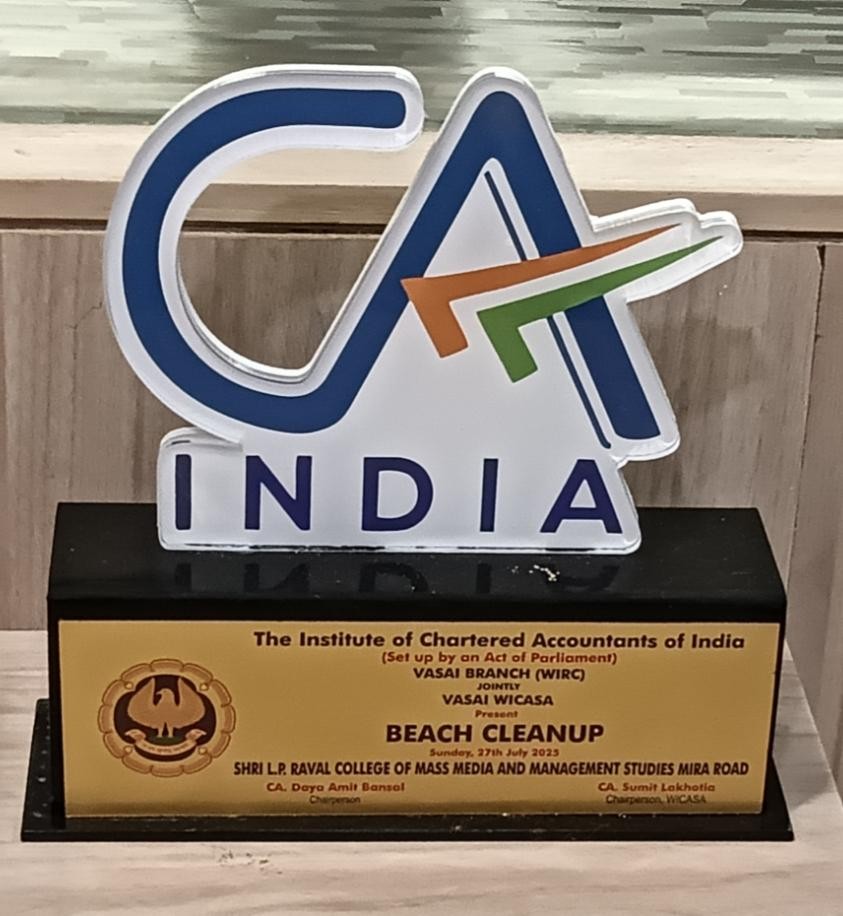 CA
INDIA
The Institute of Chartered Accountants of India
(Set up by an Act of Parliament)
VASAI BRANCH (WIRC)
JOINTLY
VASAI WICASA
Present
BEACH CLEANUP
Sunday, 27th July 2025
SHRI L.P. RAVAL COLLEGE OF MASS MEDIA AND MANAGEMENT STUDIES MIRA ROAD
CA. Daya Amit Bansal
CA. Sumit Lakhotia
Chairperson
Chairperson, WICASA